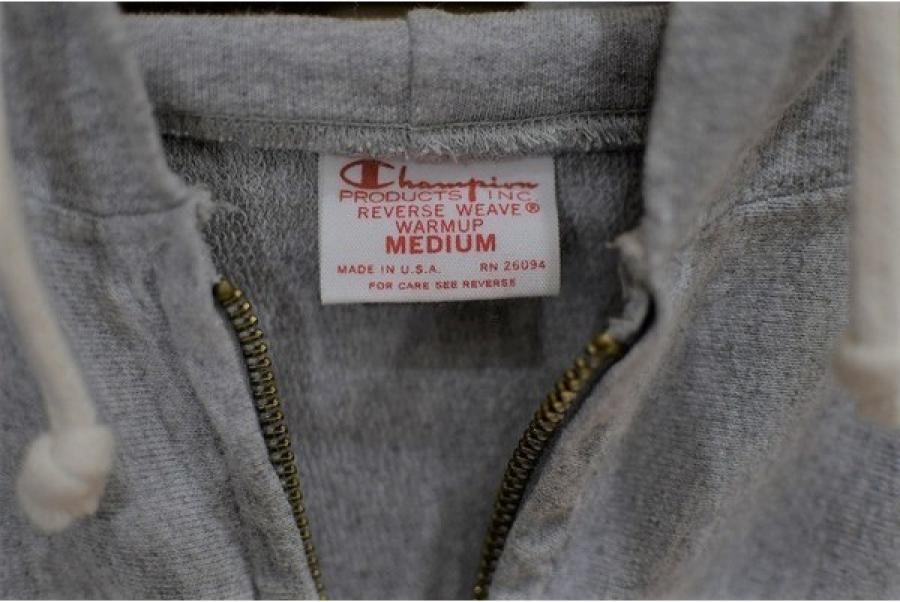 Champion
PRODUCTS INC.
REVERSE WEAVE®
WARMUP
MEDIUM
MADE IN U.S.A. RN 26094
FOR CARE SEE REVERSE